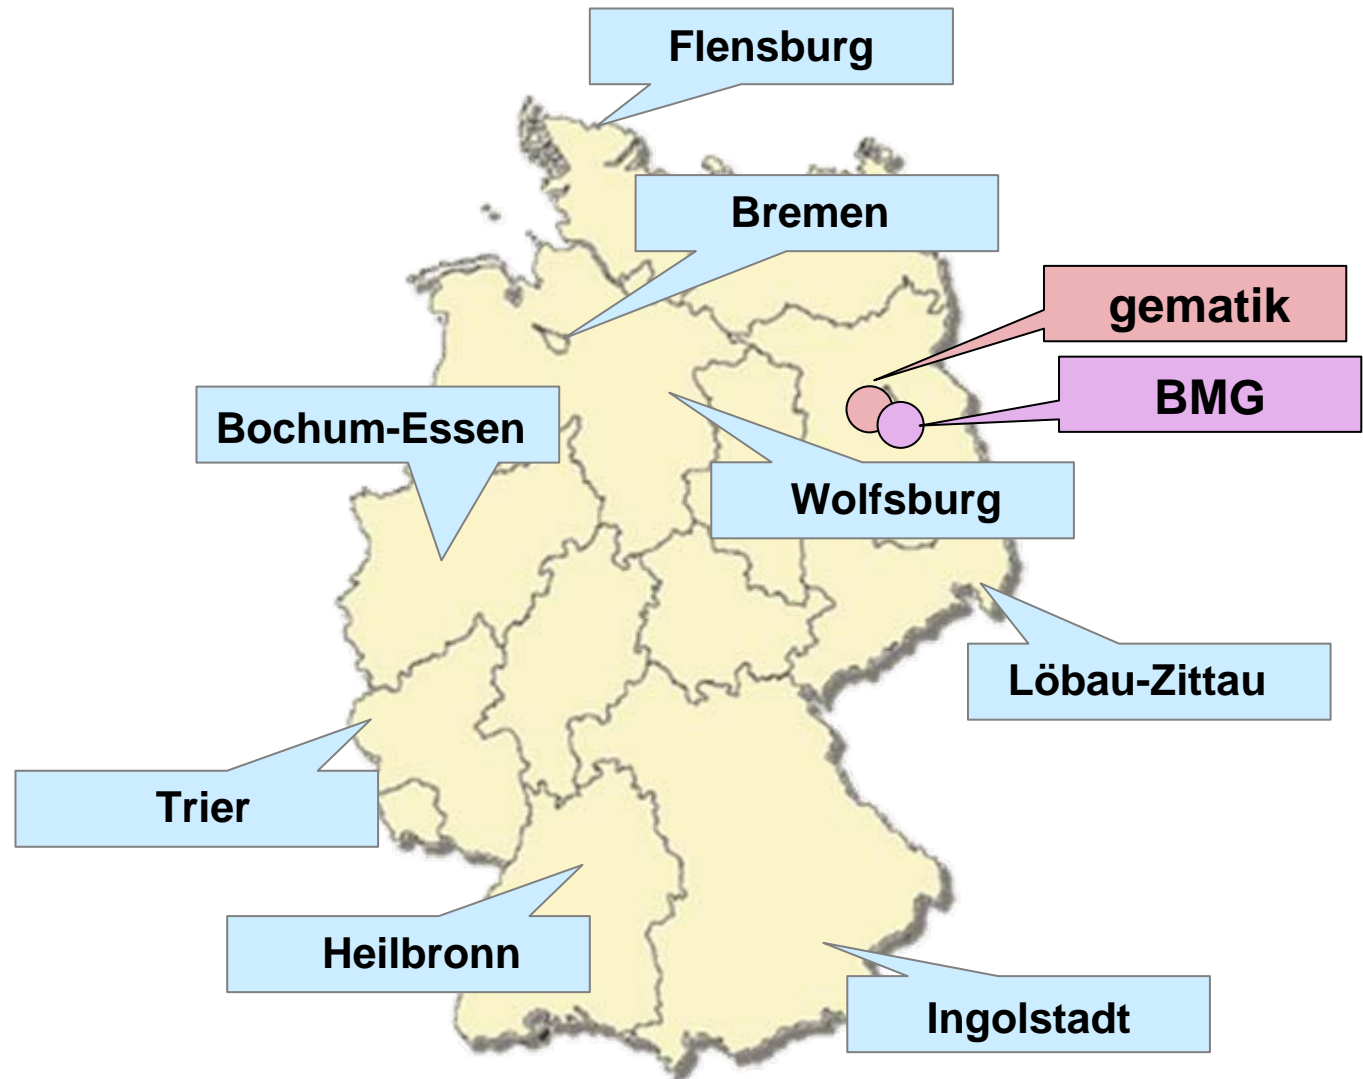 Flensburg
Bremen
gematik
BMG
Bochum-Essen
Wolfsburg
Löbau-Zittau
Trier
Heilbronn
Ingolstadt